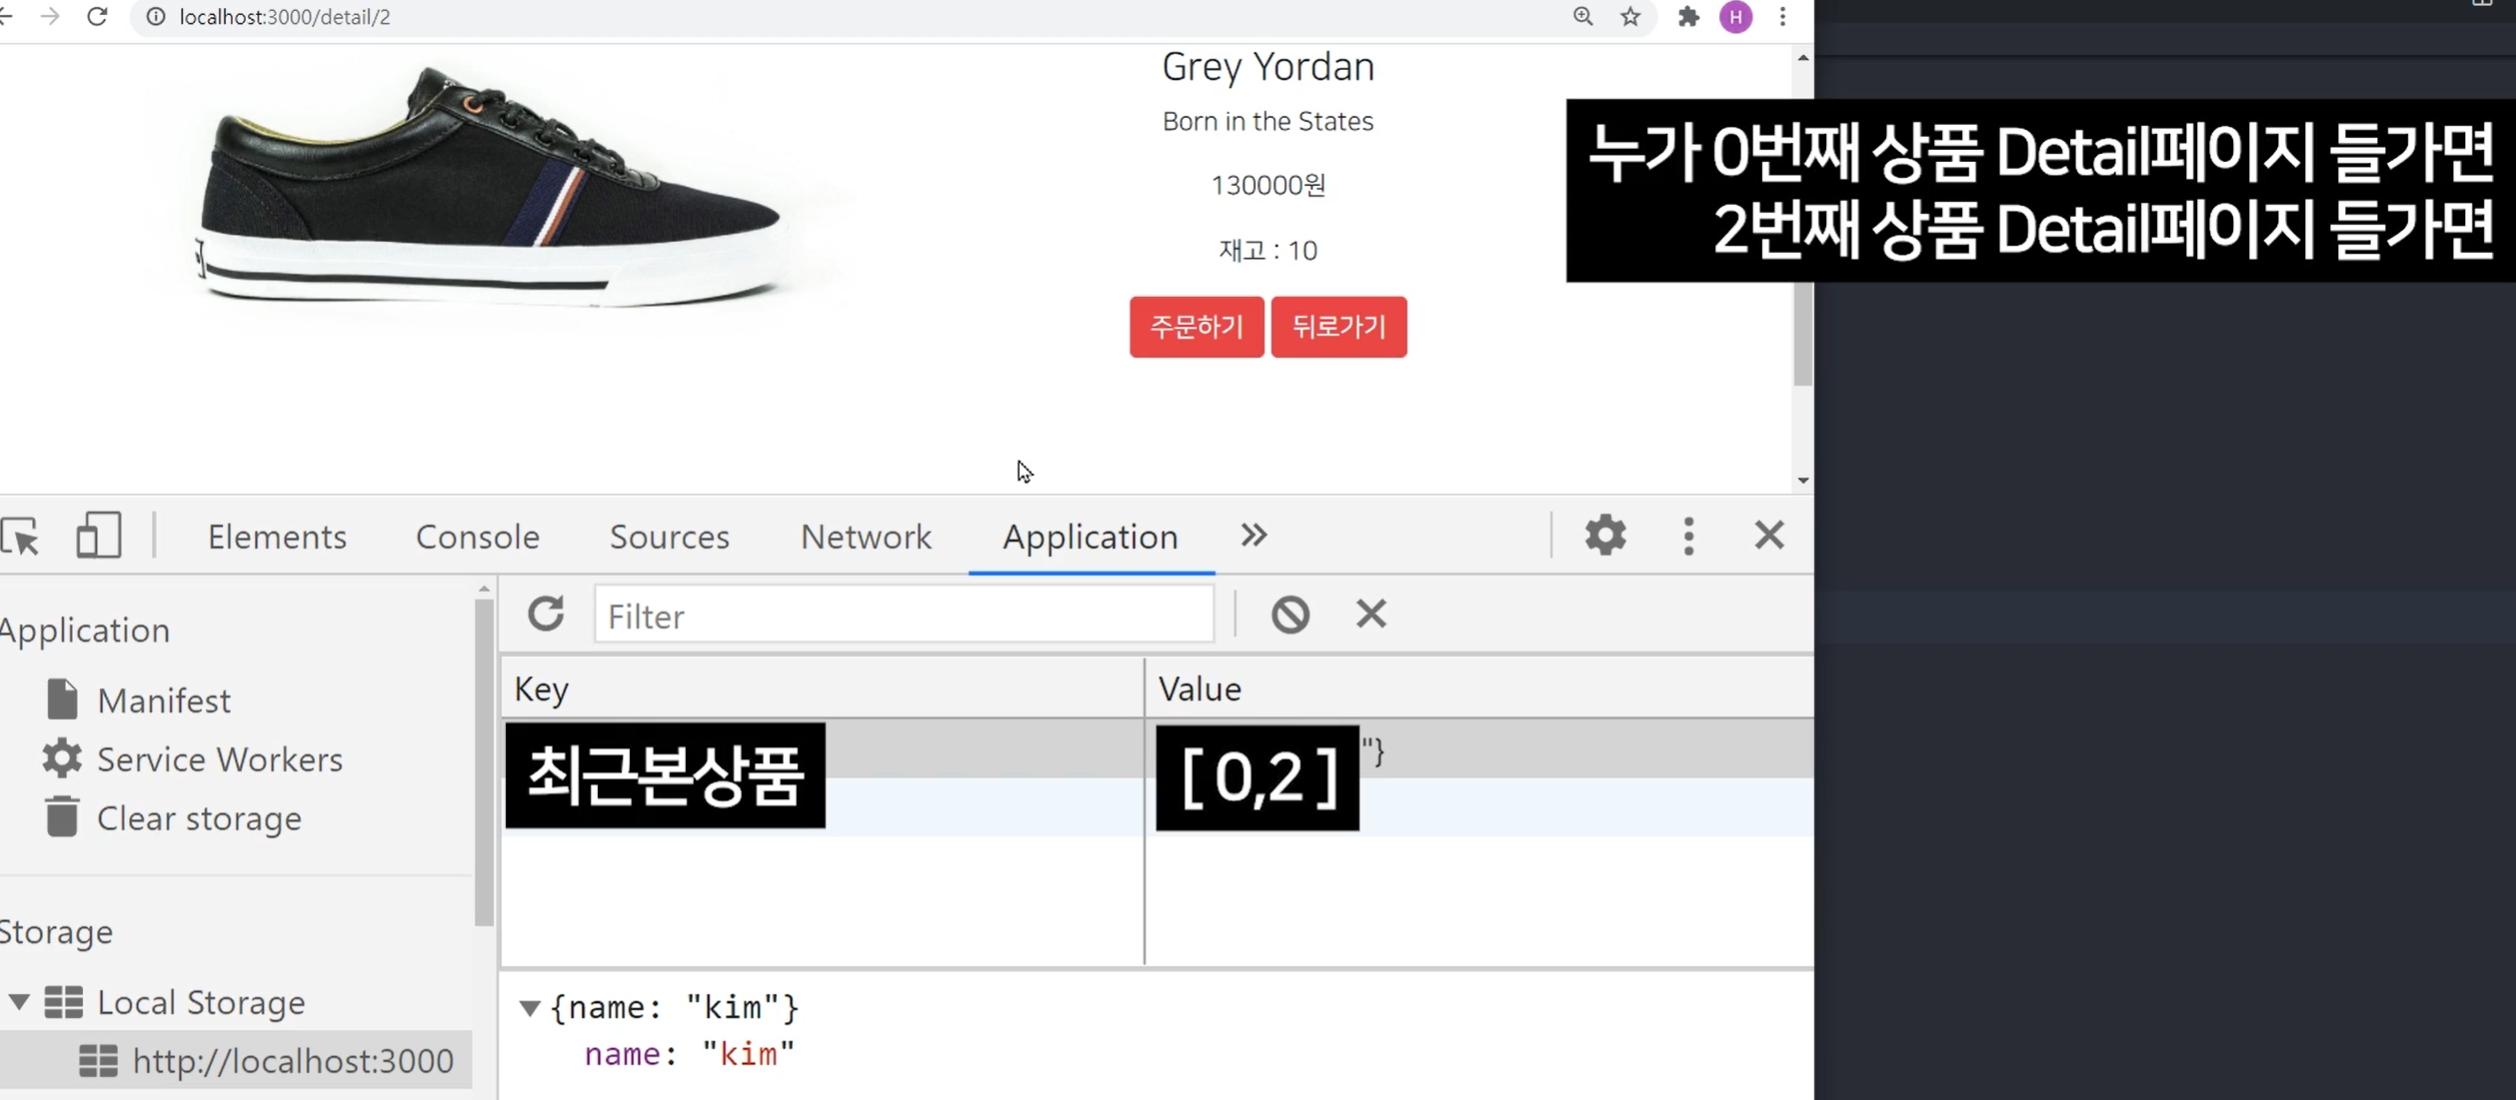 localhost:3000/detail/2
H
Grey Yordan
Born in the States
130000원
재고 : 10
주문하기 뒤로가기
누가 0번째 상품 Detail페이지 들가면
2번째 상품 Detail페이지 들가면
Elements Console Sources Network Application
Application
Manifest
Service Workers
Clear storage
Storage
Local Storage
http://localhost:3000
Filter
Key Value
최근본상품 [ 0,2 ] "}
{name: "kim"}
name: "kim"